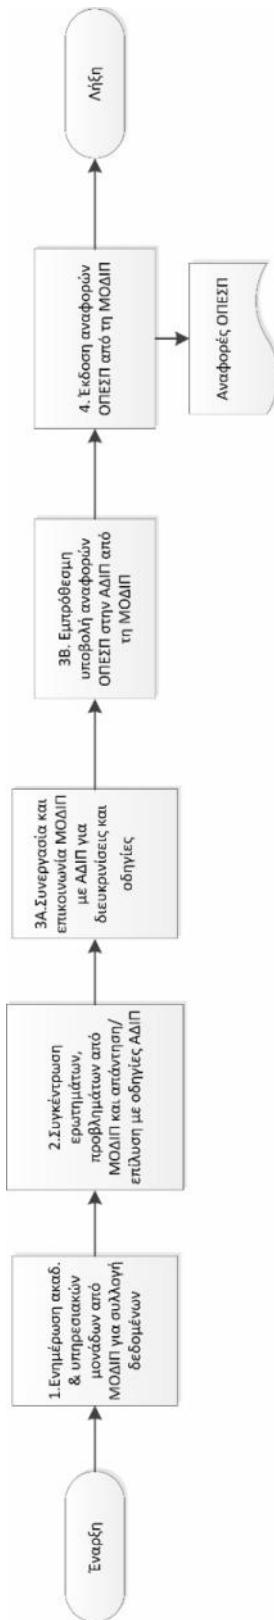 Έναρξη
1.Ενημέρωση ακαδ.
& υπηρεσιακών
μονάδων από
ΜΟΔΙΠ για συλλογή
δεδομένων
2.Συγκέντρωση
ερωτημάτων,
προβλημάτων από
ΜΟΔΙΠ και απάντηση/
επίλυση με οδηγίες ΑΔΙΠ
3Α.Συνεργασία και
επικοινωνία ΜΟΔΙΠ
με ΑΔΙΠ για
διευκρινίσεις και
οδηγίες
3Β. Εμπρόθεσμη
υποβολή αναφορών
ΟΠΕΣΠ στην ΑΔΙΠ από
τη ΜΟΔΙΠ
4. Έκδοση αναφορών
ΟΠΕΣΠ από τη ΜΟΔΙΠ
Αναφορές ΟΠΕΣΠ
Λήξη